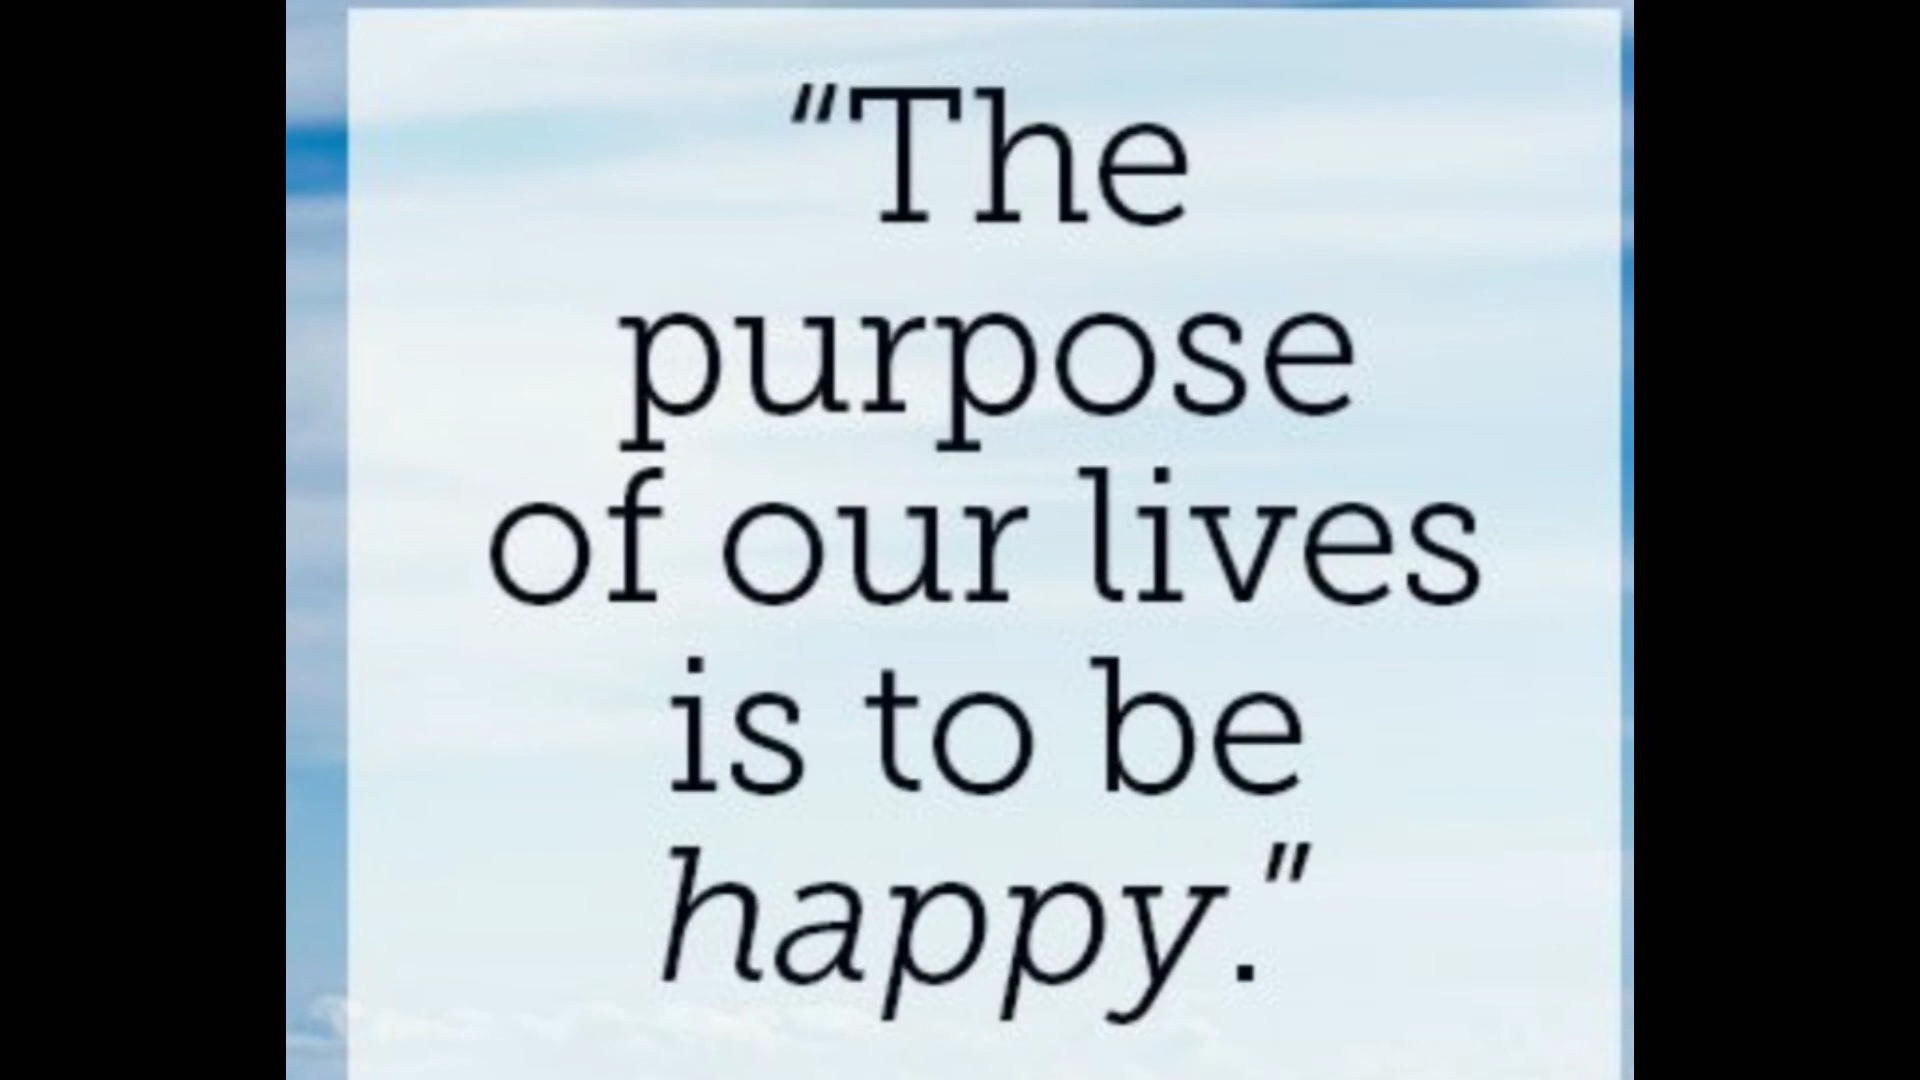 "The
purpose
of our lives
is to be
happy."